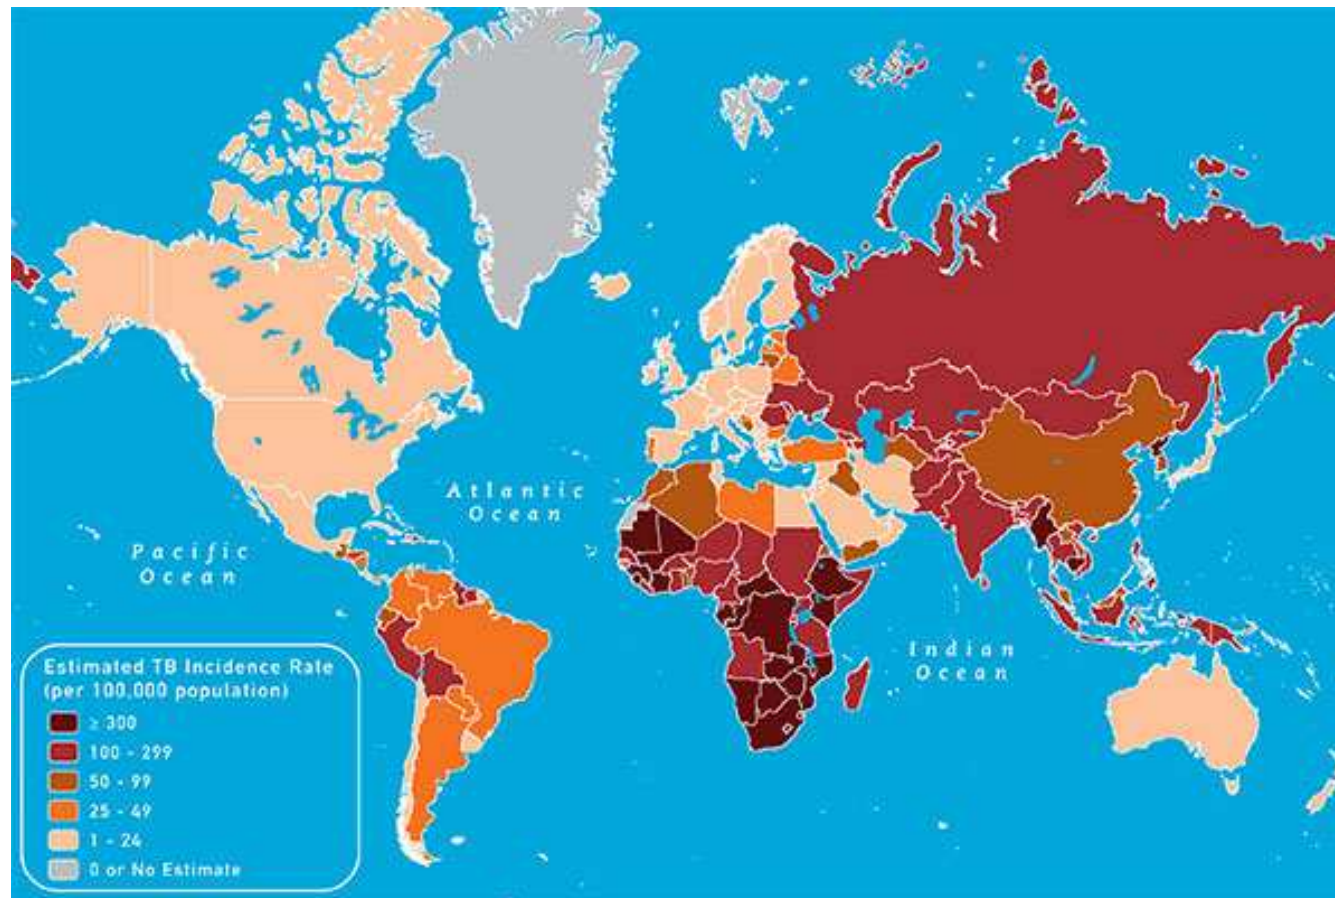 Atlantic
Ocean
Pacific
Ocean
Indian
Ocean
Estimated TB Incidence Rate
(per 100,000 population)
≥ 300
100 - 299
50 - 99
25 - 49
1 - 24
0 or No Estimate